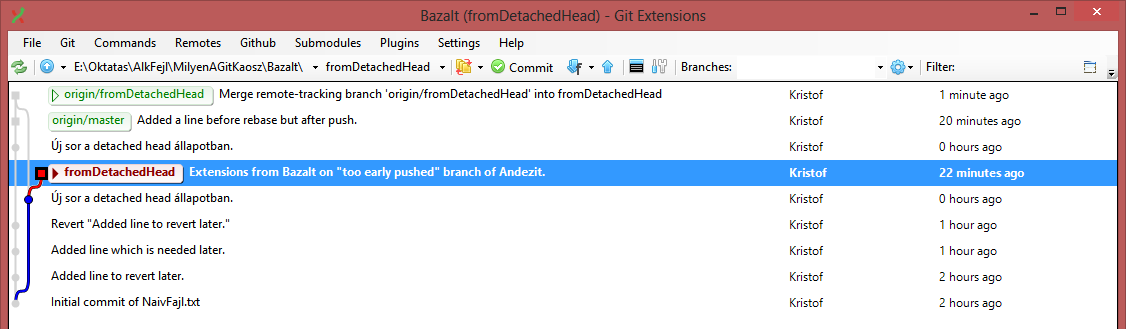 Bazalt (fromDetachedHead) - Git Extensions
File Git Commands Remotes Github Submodules Plugins Settings Help
E:\Oktatas\AlkFejl\MilyenAGitKaosz\Bazalt\ fromDetachedHead Commit Branches: Filter:
origin/fromDetachedHead Merge remote-tracking branch 'origin/fromDetachedHead' into fromDetachedHead Kristof 1 minute ago
origin/master Added a line before rebase but after push. Kristof 20 minutes ago
Új sor a detached head állapotban. Kristof 0 hours ago
fromDetachedHead Extensions from Bazalt on "too early pushed" branch of Andezit. Kristof 22 minutes ago
Új sor a detached head állapotban. Kristof 0 hours ago
Revert "Added line to revert later." Kristof 1 hour ago
Added line which is needed later. Kristof 1 hour ago
Added line to revert later. Kristof 2 hours ago
Initial commit of NaivFajl.txt Kristof 2 hours ago